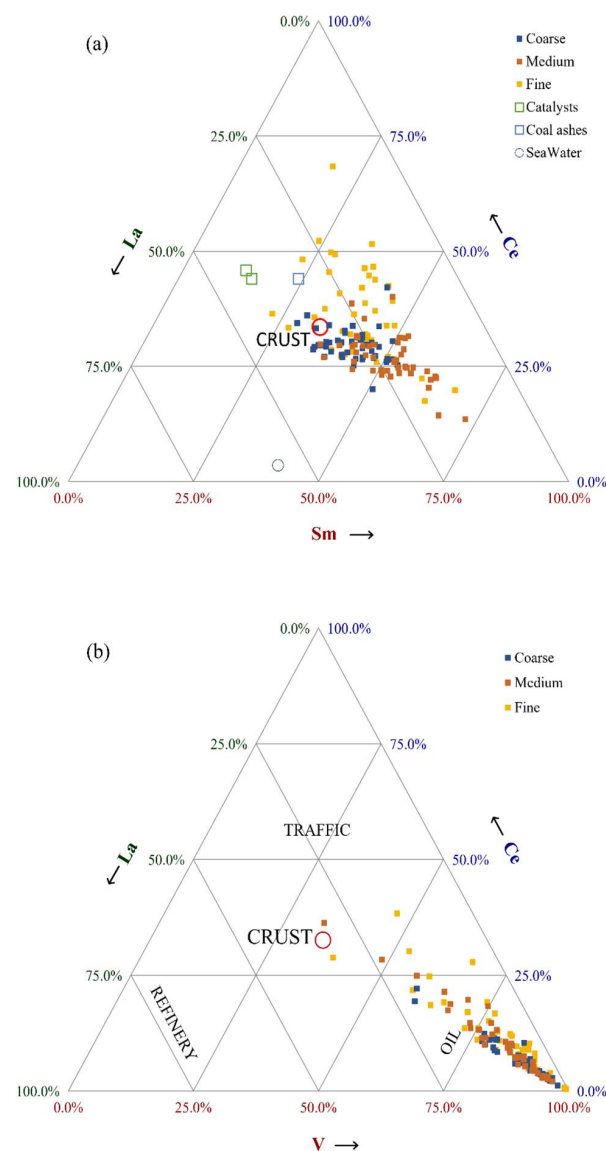 (a)
0.0% 100.0%
Coarse
Medium
Fine
Catalysts
Coal ashes
SeaWater
25.0% 75.0%
← La
← Ce
50.0% 50.0%
CRUST
75.0% 25.0%
100.0% 0.0%
0.0% 25.0% 50.0% 75.0% 100.0%
Sm →
(b)
0.0% 100.0%
Coarse
Medium
Fine
25.0% 75.0%
TRAFFIC
← La
← Ce
50.0% 50.0%
CRUST
75.0% 25.0%
REFINERY
OIL
100.0% 0.0%
0.0% 25.0% 50.0% 75.0% 100.0%
V →